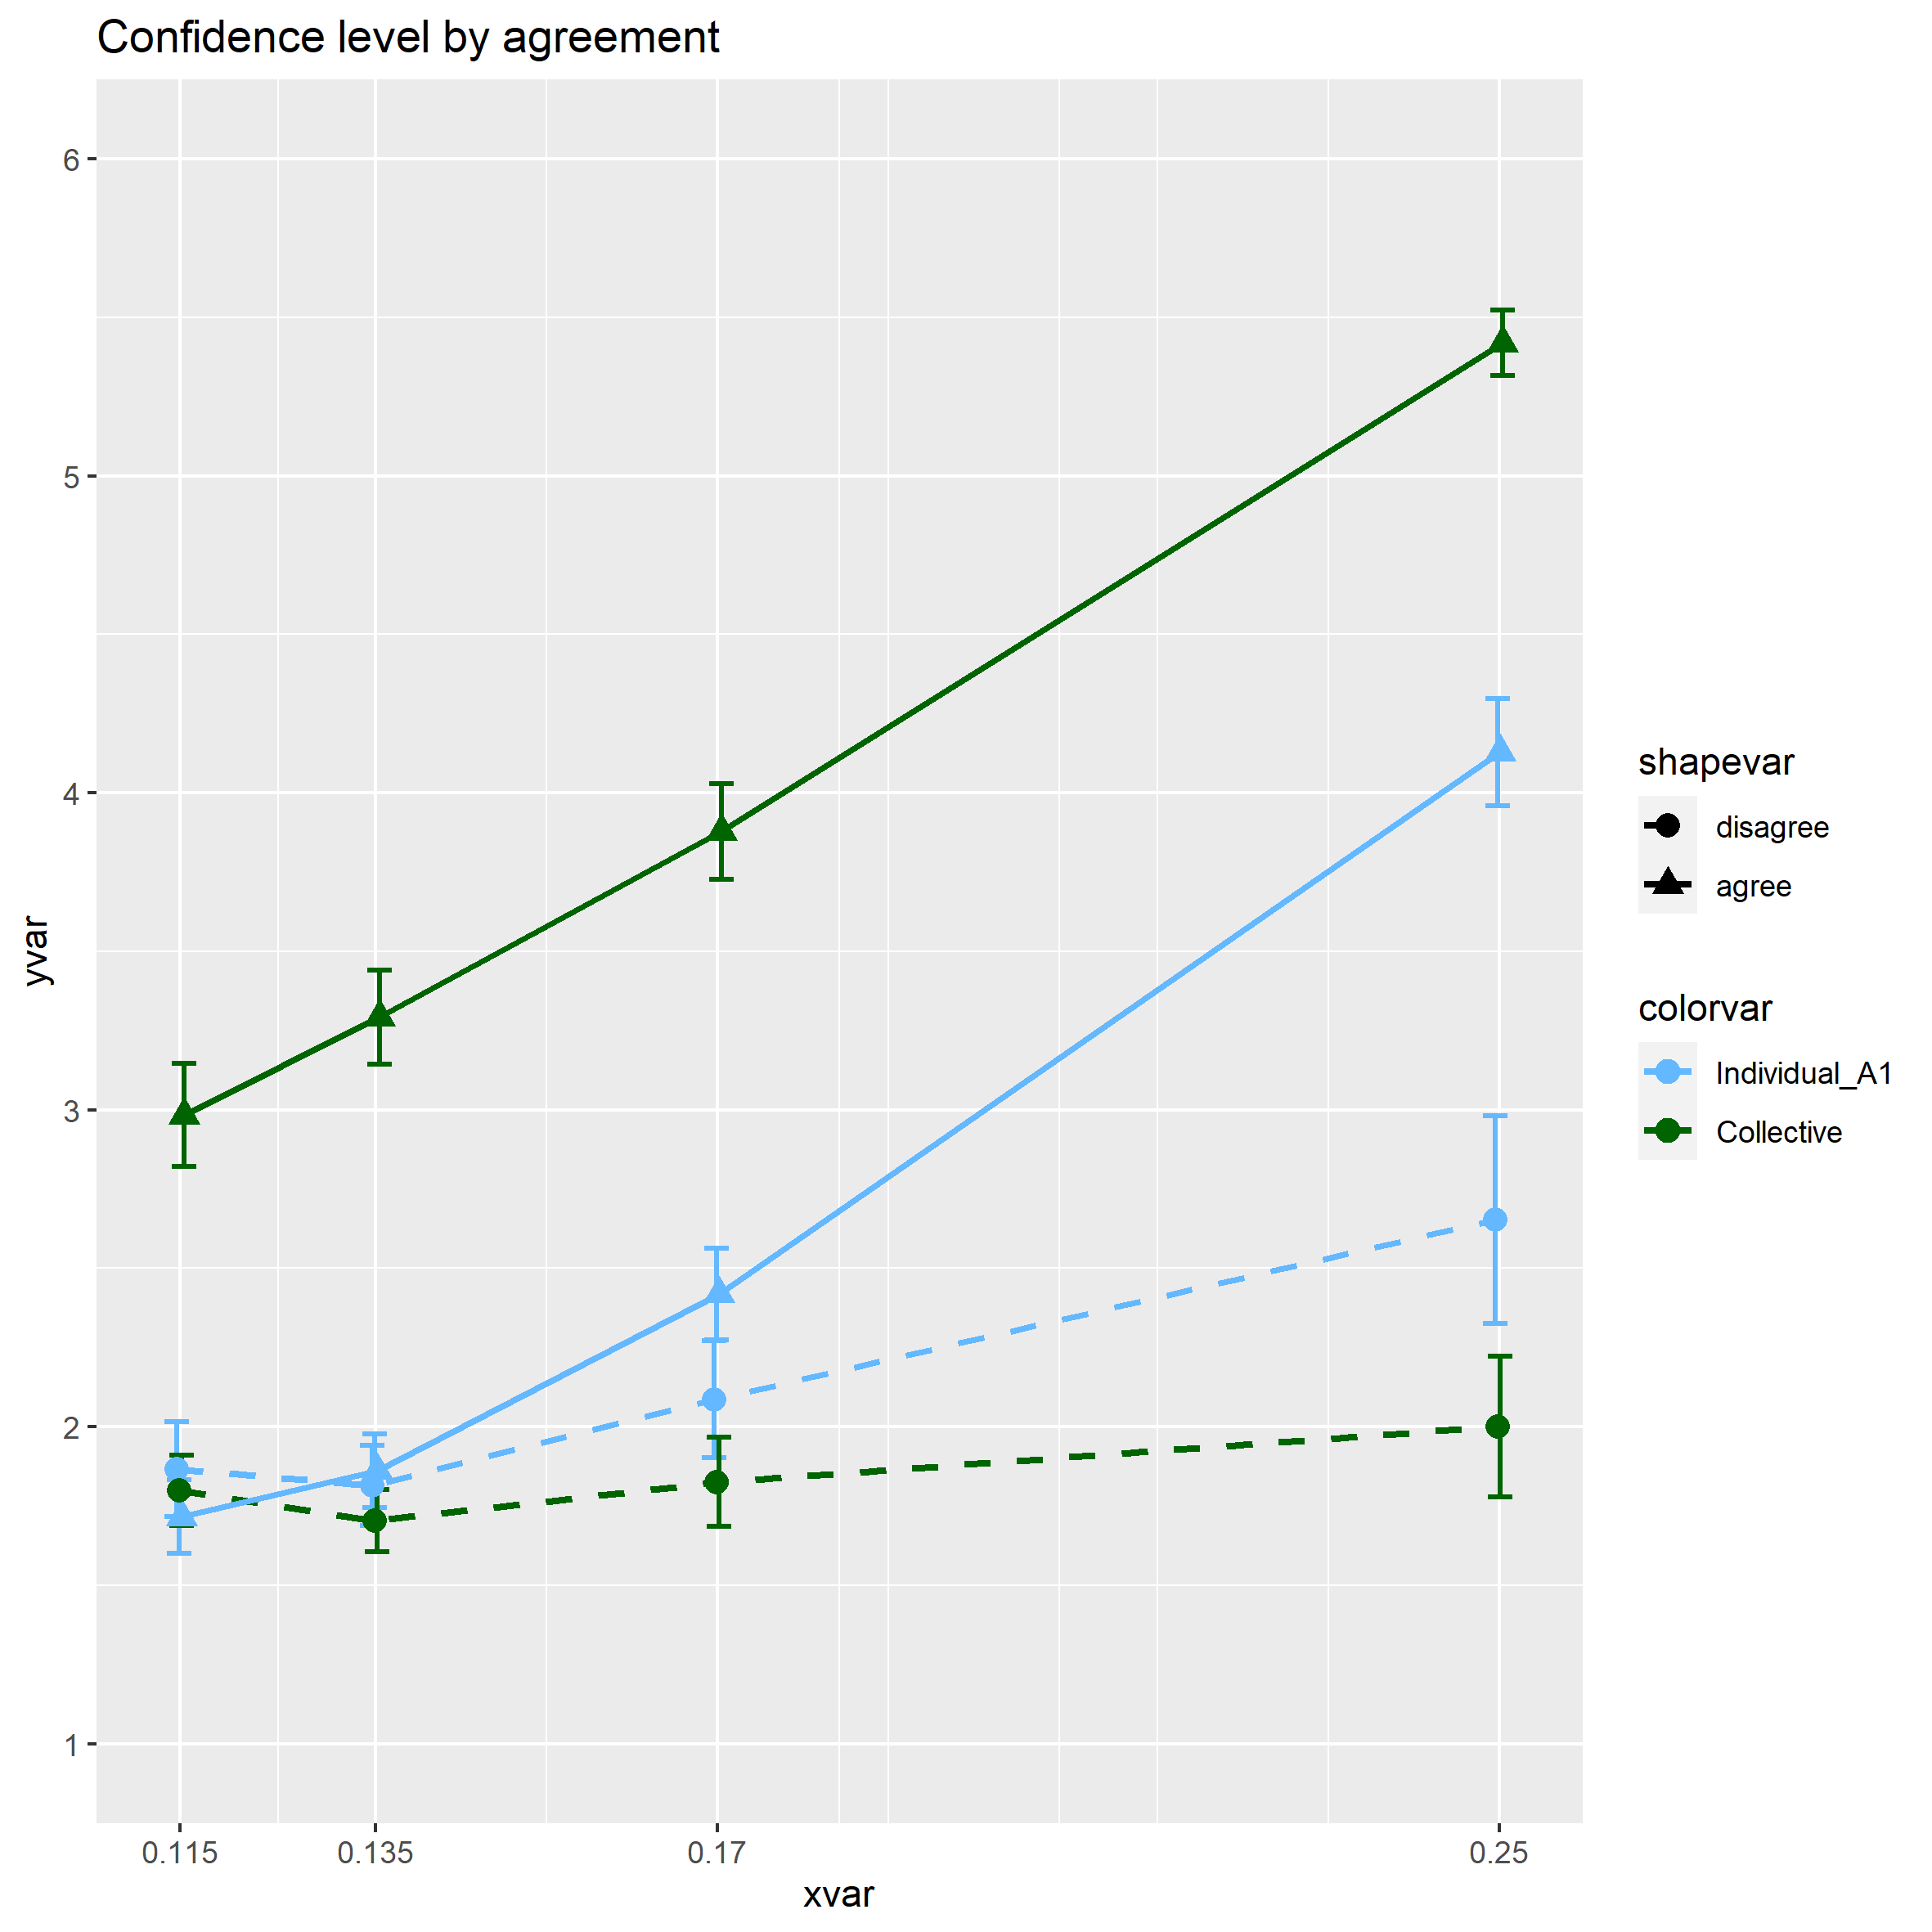 Confidence level by agreement
6
5
4
3
2
1
yvar
0.115 0.135 0.17 0.25
xvar
shapevar
disagree
agree
colorvar
Individual_A1
Collective